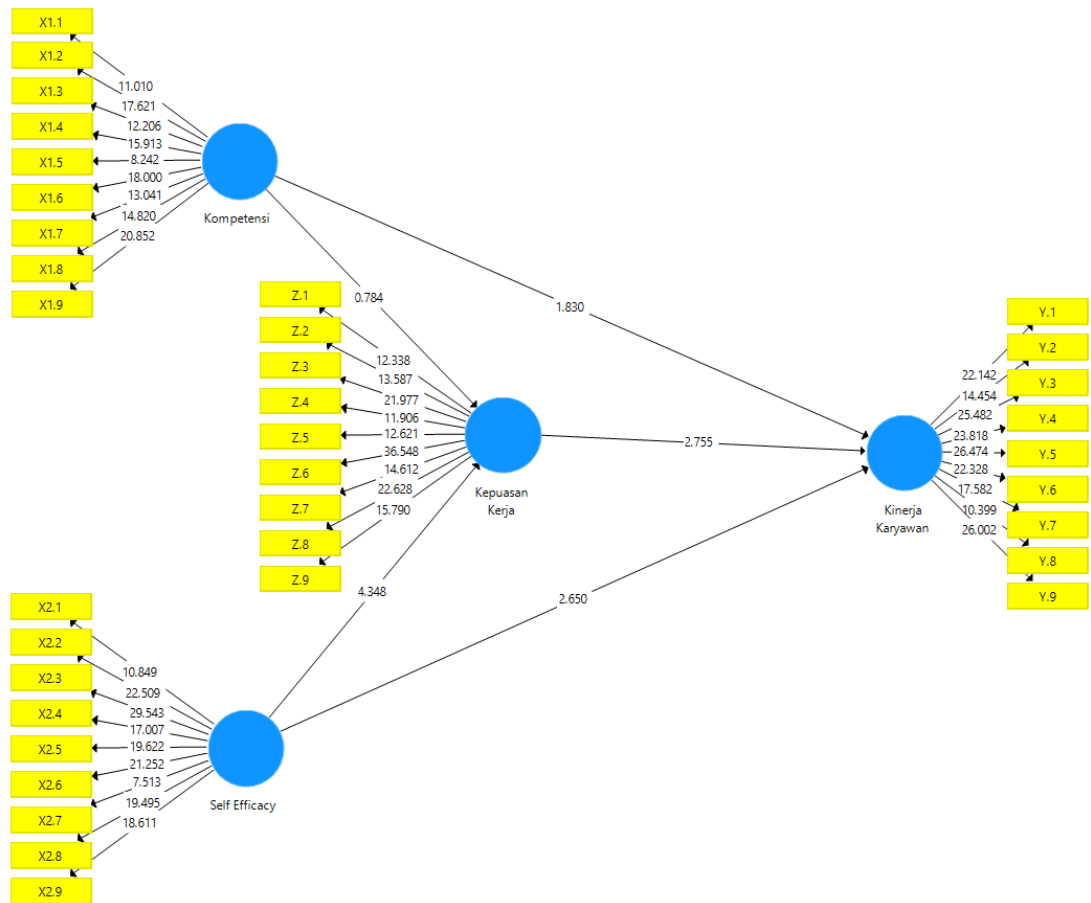 X1.1
X1.2
X1.3
X1.4
X1.5
X1.6
X1.7
X1.8
X1.9
11.010
17.621
12.206
15.913
8.242
18.000
13.041
14.820
20.852
Kompetensi
0.784
1.830
Z.1
Z.2
Z.3
Z.4
Z.5
Z.6
Z.7
Z.8
Z.9
12.338
13.587
21.977
11.906
12.621
36.548
14.612
22.628
15.790
Kepuasan
Kerja
2.755
Y.1
Y.2
Y.3
Y.4
Y.5
Y.6
Y.7
Y.8
Y.9
22.142
14.454
25.482
23.818
26.474
22.328
17.582
10.399
26.002
Kinerja
Karyawan
4.348
2.650
X2.1
X2.2
X2.3
X2.4
X2.5
X2.6
X2.7
X2.8
X2.9
10.849
22.509
29.543
17.007
19.622
21.252
7.513
19.495
18.611
Self Efficacy